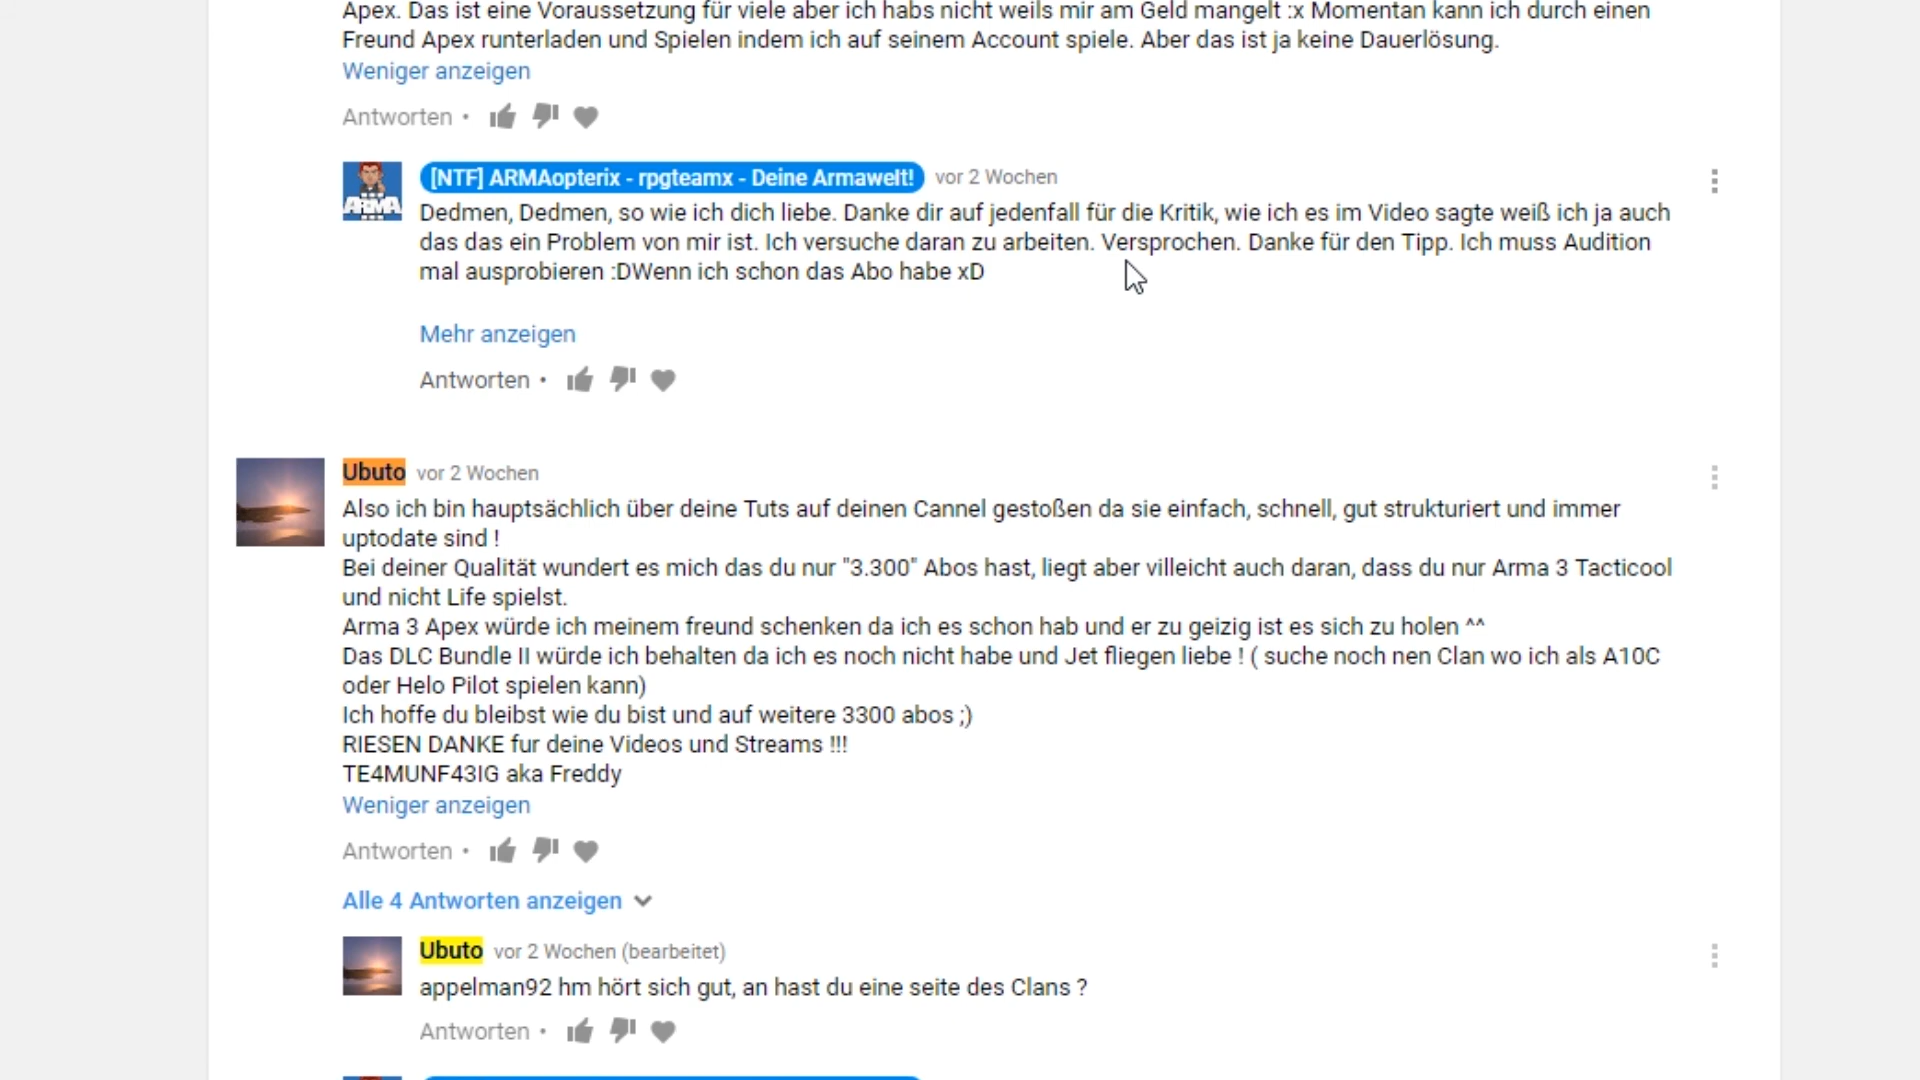 Apex. Das ist eine Voraussetzung für viele aber ich habs nicht weils mir am Geld mangelt :x Momentan kann ich durch einen
Freund Apex runterladen und Spielen indem ich auf seinem Account spiele. Aber das ist ja keine Dauerlösung.
Weniger anzeigen
Antworten •
[NTF] ARMAopterix - rpgteamx - Deine Armawelt! vor 2 Wochen
ARMA
Dedmen, Dedmen, so wie ich dich liebe. Danke dir auf jedenfall für die Kritik, wie ich es im Video sagte weiß ich ja auch
das das ein Problem von mir ist. Ich versuche daran zu arbeiten. Versprochen. Danke für den Tipp. Ich muss Audition
mal ausprobieren :DWenn ich schon das Abo habe xD
Mehr anzeigen
Antworten •
Ubuto vor 2 Wochen
Also ich bin hauptsächlich über deine Tuts auf deinen Cannel gestoßen da sie einfach, schnell, gut strukturiert und immer
uptodate sind !
Bei deiner Qualität wundert es mich das du nur "3.300" Abos hast, liegt aber villeicht auch daran, dass du nur Arma 3 Tacticool
und nicht Life spielst.
Arma 3 Apex würde ich meinem freund schenken da ich es schon hab und er zu geizig ist es sich zu holen ^^
Das DLC Bundle II würde ich behalten da ich es noch nicht habe und Jet fliegen liebe ! ( suche noch nen Clan wo ich als A10C
oder Helo Pilot spielen kann)
Ich hoffe du bleibst wie du bist und auf weitere 3300 abos ;)
RIESEN DANKE fur deine Videos und Streams !!!
TE4MUNF43IG aka Freddy
Weniger anzeigen
Antworten •
Alle 4 Antworten anzeigen
Ubuto vor 2 Wochen (bearbeitet)
appelman92 hm hört sich gut, an hast du eine seite des Clans ?
Antworten •